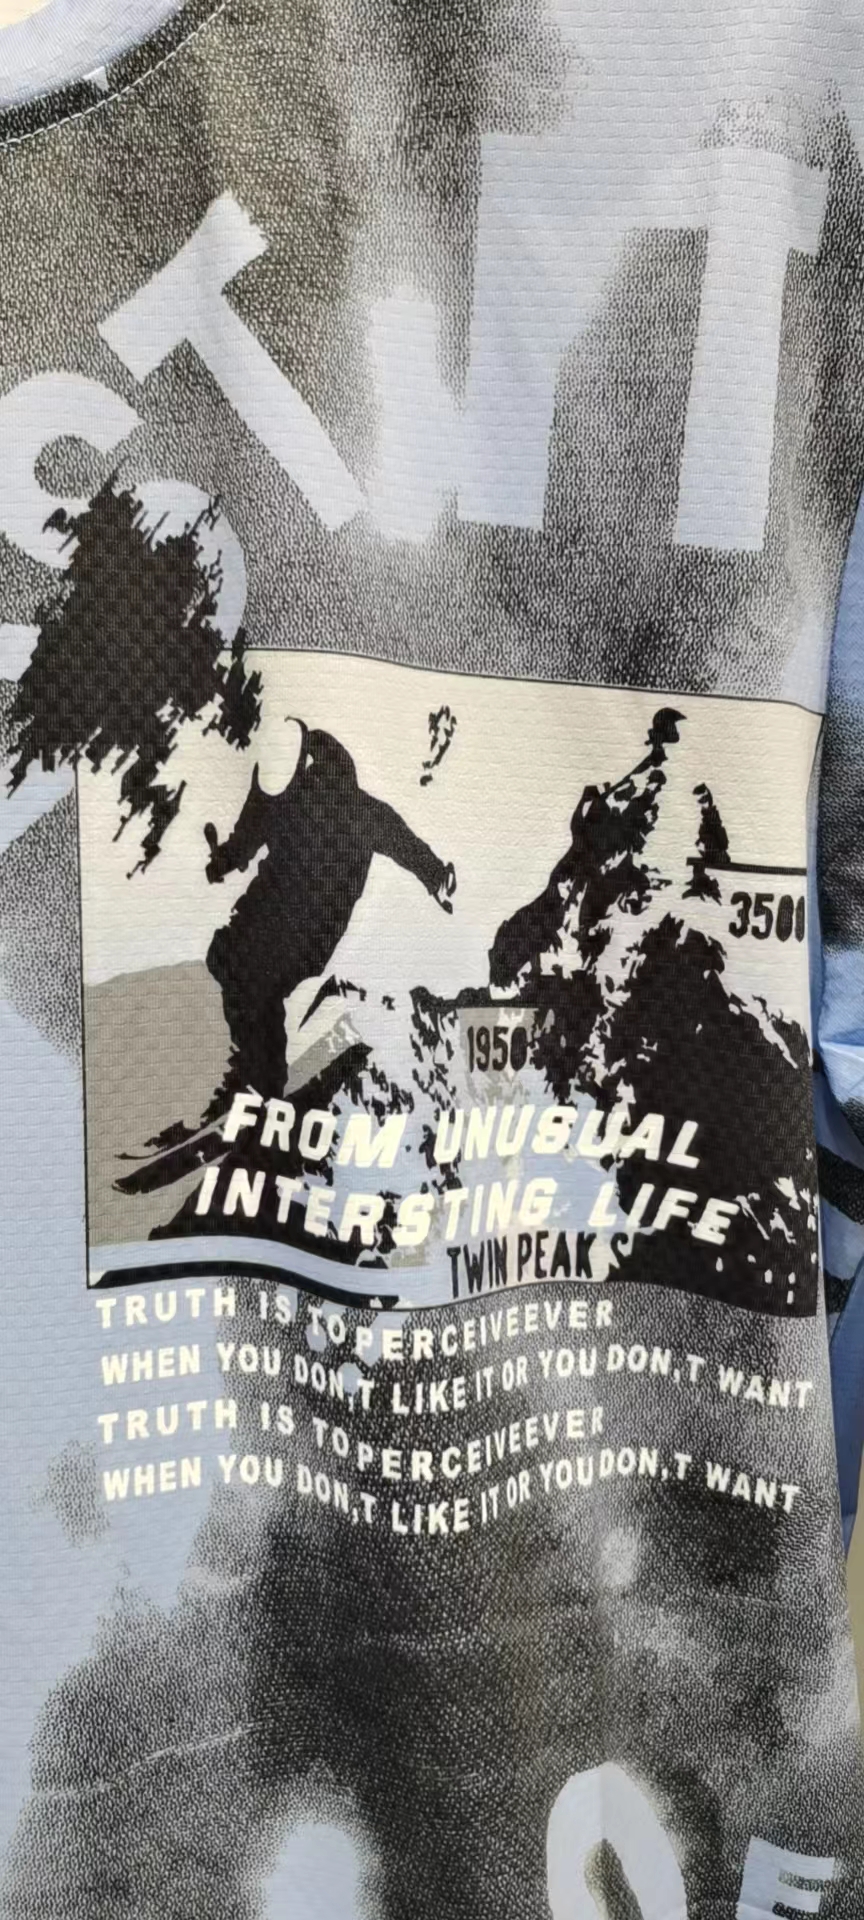 3500
1950
FROM UNUSUAL
INTERSTING LIFE
TWIN PEAKS
TRUTH IS TOPERCEIVEEVER
WHEN YOU DON,T LIKE IT OR YOU DON,T WANT
TRUTH IS TOPERCEIVEEVER
WHEN YOU DON,T LIKE IT OR YOUDON,T WANT